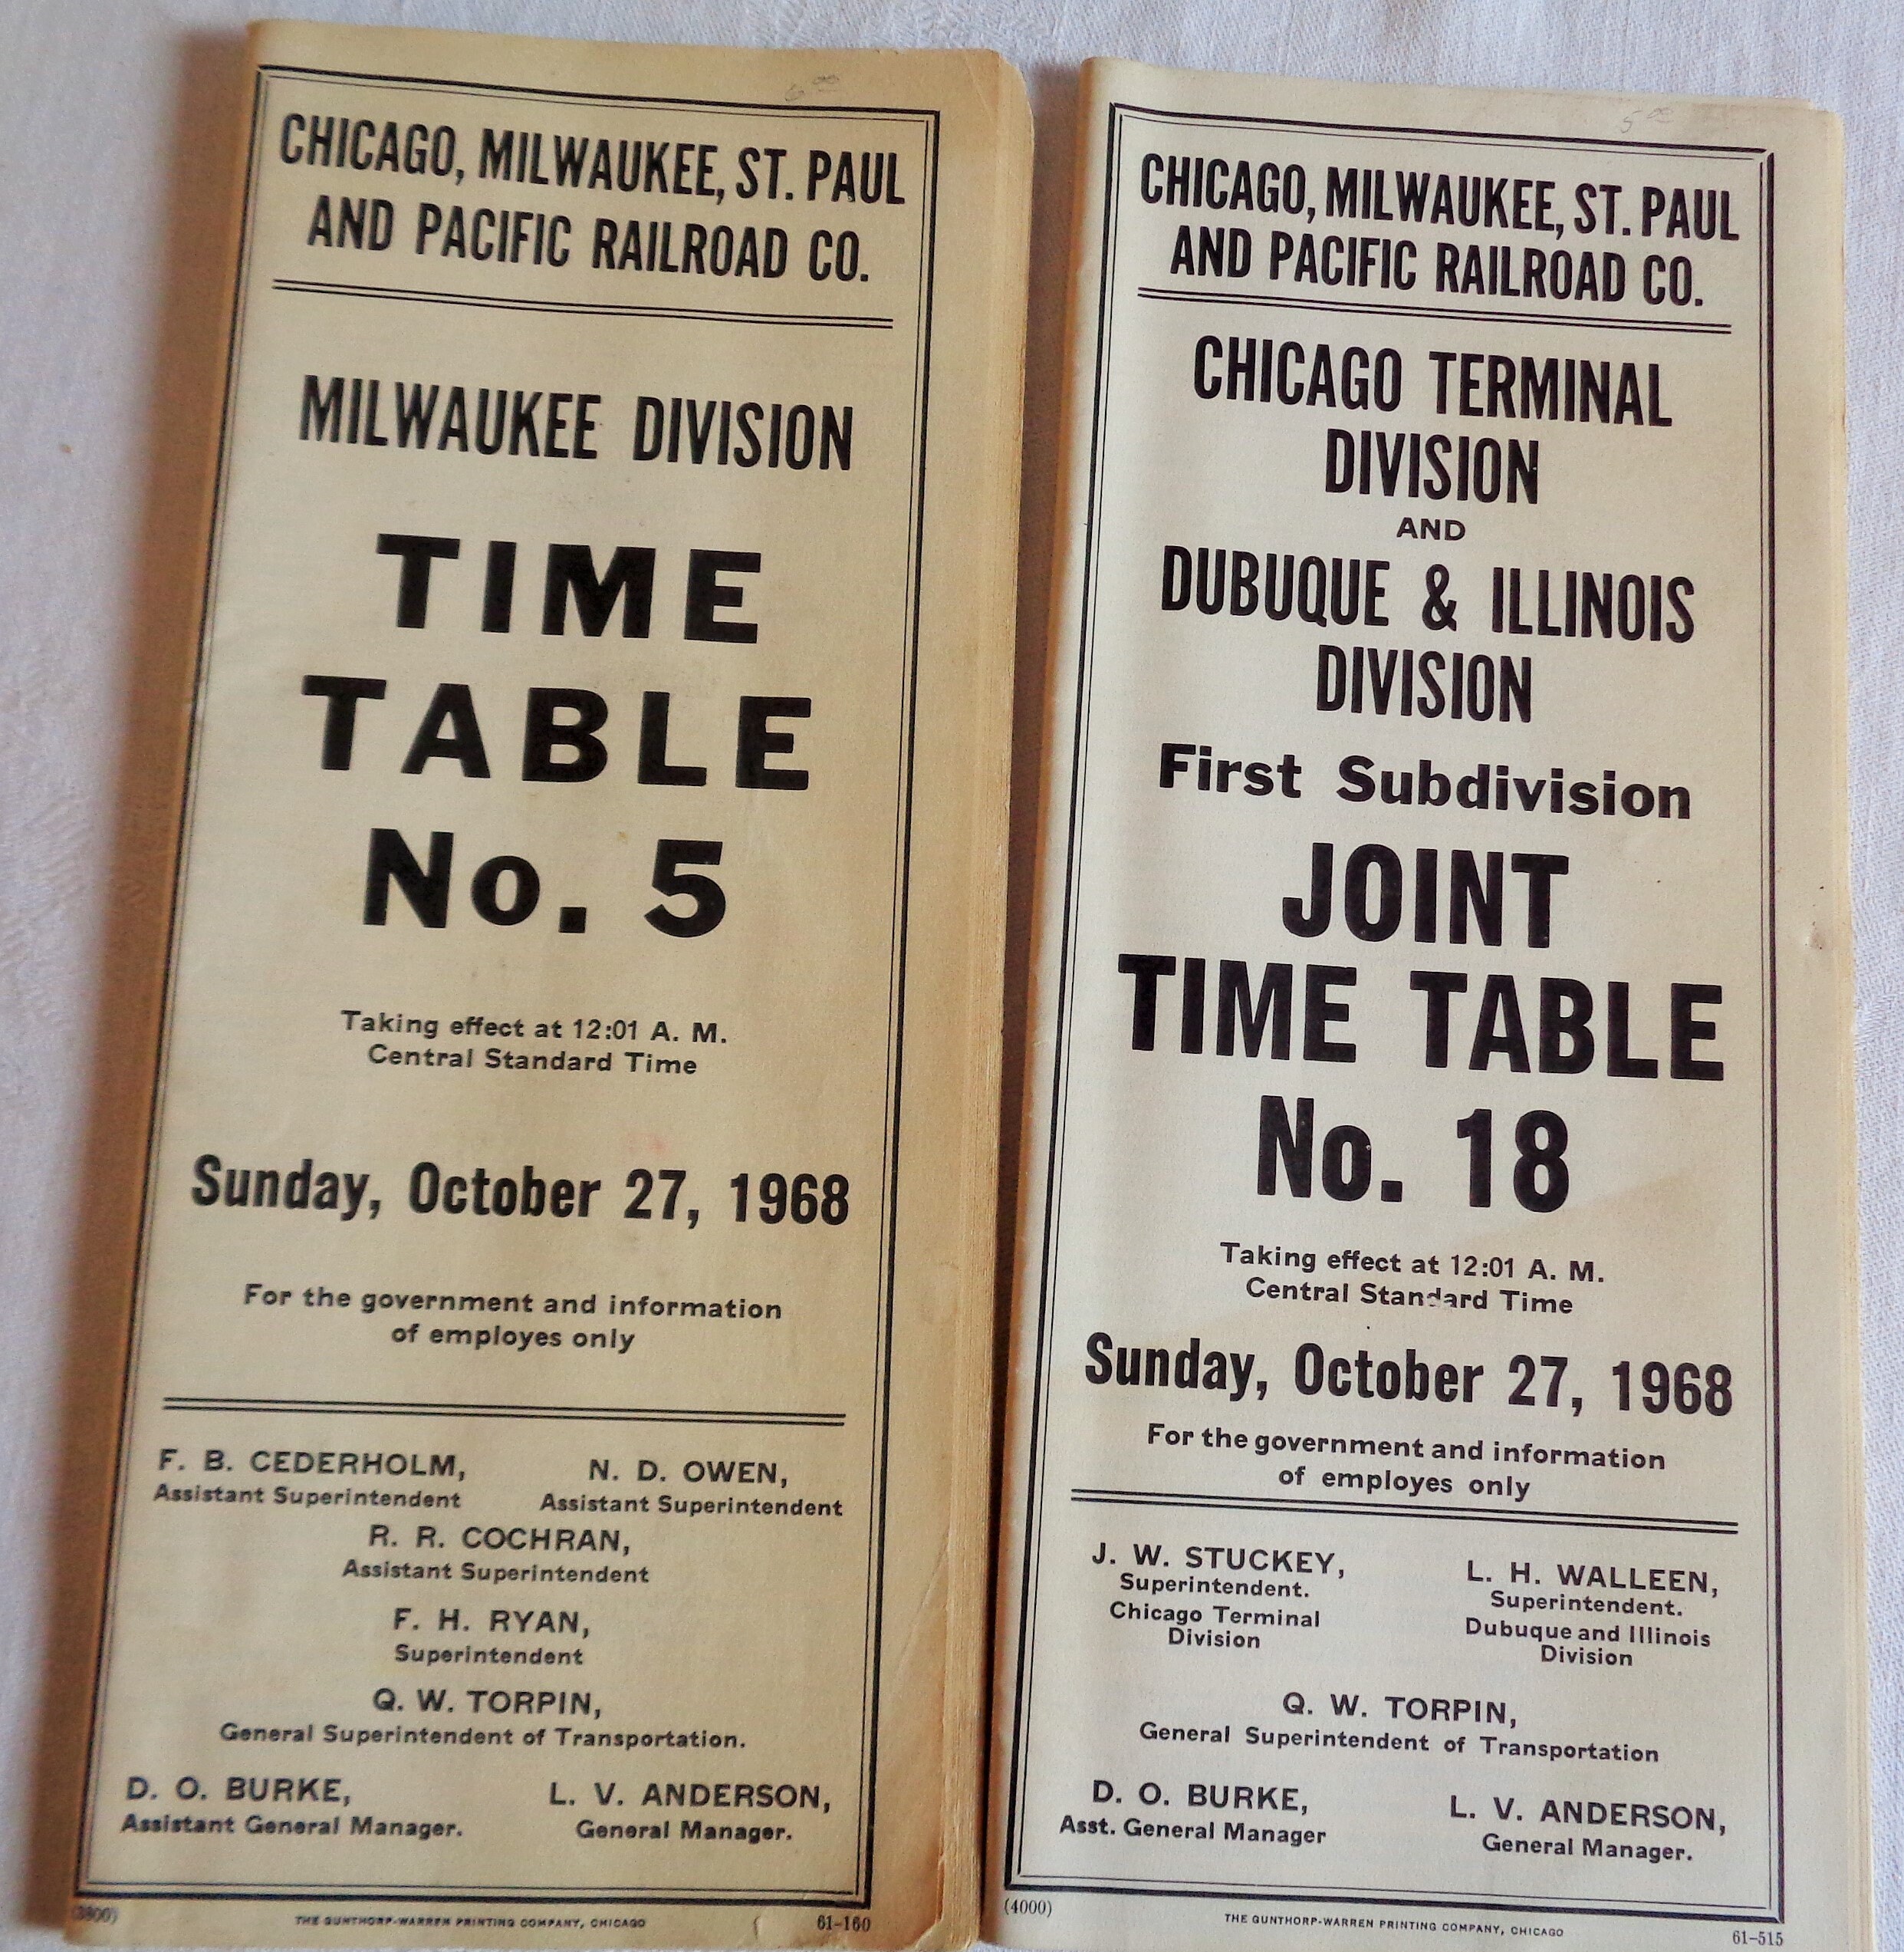 CHICAGO, MILWAUKEE, ST. PAUL
AND PACIFIC RAILROAD CO.
MILWAUKEE DIVISION
TIME
TABLE
No. 5
Taking effect at 12:01 A. M.
Central Standard Time
Sunday, October 27, 1968
For the government and information
of employes only
F. B. CEDERHOLM,
Assistant Superintendent
N. D. OWEN,
Assistant Superintendent
R. R. COCHRAN,
Assistant Superintendent
F. H. RYAN,
Superintendent
Q. W. TORPIN,
General Superintendent of Transportation.
D. O. BURKE,
Assistant General Manager.
L. V. ANDERSON,
General Manager.
THE GUNTHORP-WARREN PRINTING COMPANY, CHICAGO
61-160
5 00
CHICAGO, MILWAUKEE, ST. PAUL
AND PACIFIC RAILROAD CO.
CHICAGO TERMINAL
DIVISION
AND
DUBUQUE & ILLINOIS
DIVISION
First Subdivision
JOINT
TIME TABLE
No. 18
Taking effect at 12:01 A. M.
Central Standard Time
Sunday, October 27, 1968
For the government and information
of employes only
J. W. STUCKEY,
Superintendent.
Chicago Terminal
Division
L. H. WALLEEN,
Superintendent.
Dubuque and Illinois
Division
Q. W. TORPIN,
General Superintendent of Transportation
D. O. BURKE,
Asst. General Manager
L. V. ANDERSON,
General Manager.
(4000)
THE GUNTHORP-WARREN PRINTING COMPANY, CHICAGO
61-515